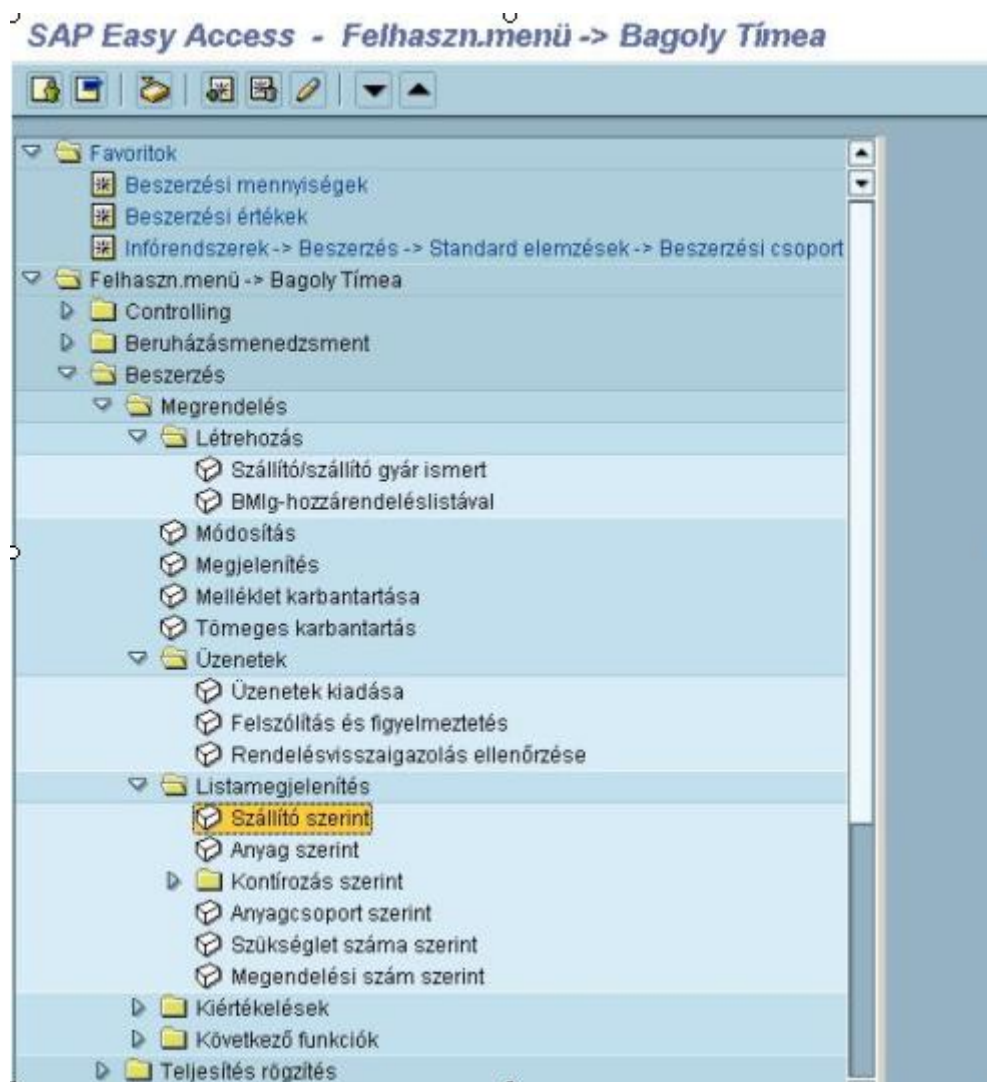 SAP Easy Access - Felhaszn.menü -> Bagoly Tímea
Favoritok
Beszerzési mennyiségek
Beszerzési értékek
Infórendszerek -> Beszerzés -> Standard elemzések -> Beszerzési csoport
Felhaszn.menü -> Bagoly Tímea
Controlling
Beruházásmenedzsment
Beszerzés
Megrendelés
Létrehozás
Szállító/szállító gyár ismert
BMIg-hozzárendeléslistával
Módosítás
Megjelenítés
Melléklet karbantartása
Tömeges karbantartás
Üzenetek
Üzenetek kiadása
Felszólítás és figyelmeztetés
Rendelésvisszaigazolás ellenőrzése
Listamegjelenítés
Szállító szerint
Anyag szerint
Kontírozás szerint
Anyagcsoport szerint
Szükséglet száma szerint
Megendelési szám szerint
Kiértékelések
Következő funkciók
Teljesítés rögzítés